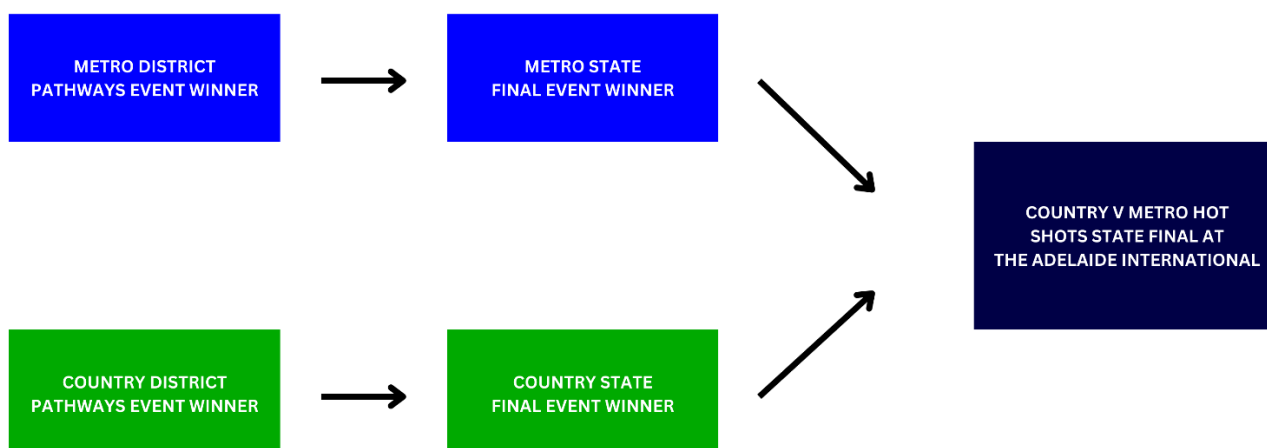 METRO DISTRICT
PATHWAYS EVENT WINNER
METRO STATE
FINAL EVENT WINNER
COUNTRY V METRO HOT
SHOTS STATE FINAL AT
THE ADELAIDE INTERNATIONAL
COUNTRY DISTRICT
PATHWAYS EVENT WINNER
COUNTRY STATE
FINAL EVENT WINNER